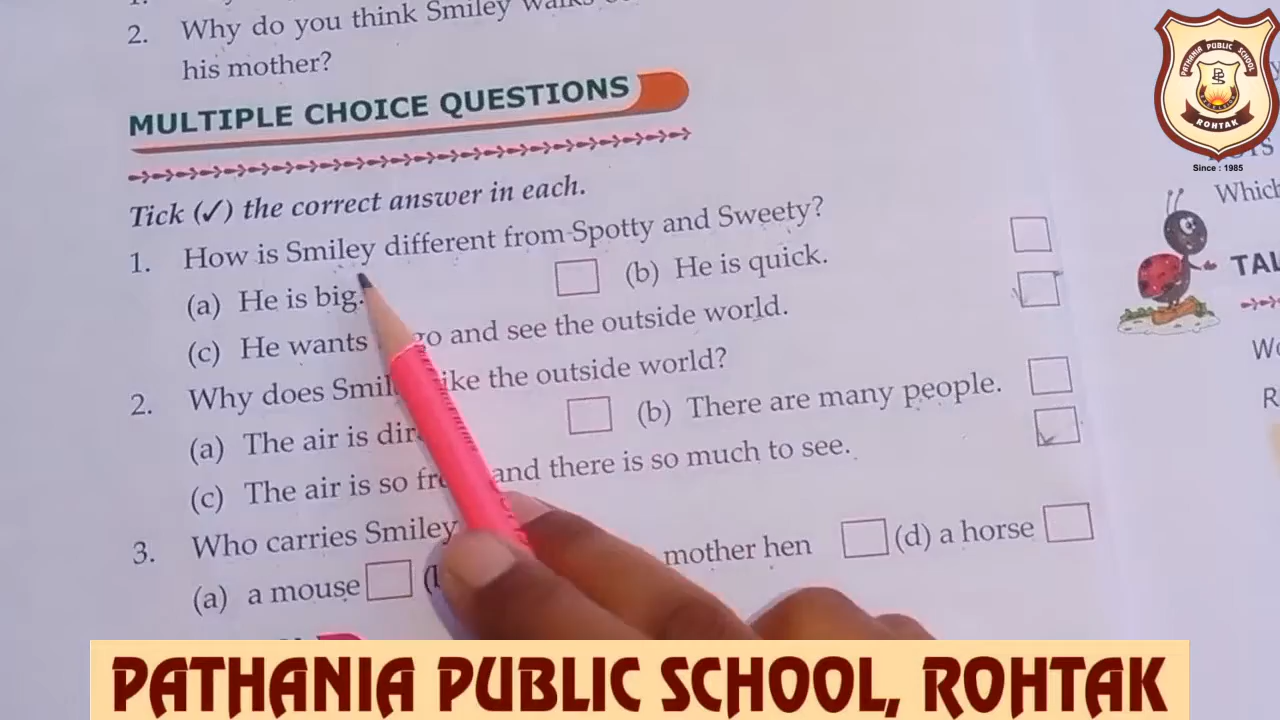 2. Why do you think Smiley walks
his mother?
MULTIPLE CHOICE QUESTIONS
Tick (✓) the correct answer in each.
1. How is Smiley different from Spotty and Sweety?
(a) He is big. (b) He is quick.
(c) He wants go and see the outside world.
2. Why does Smil ike the outside world?
(a) The air is dir (b) There are many people.
(c) The air is so fr and there is so much to see.
3. Who carries Smiley
(a) a mouse mother hen (d) a horse
PATHANIA PUBLIC SCHOOL
PPS
ROHTAK
Since : 1985
Which
TAL
PATHANIA PUBLIC SCHOOL, ROHTAK